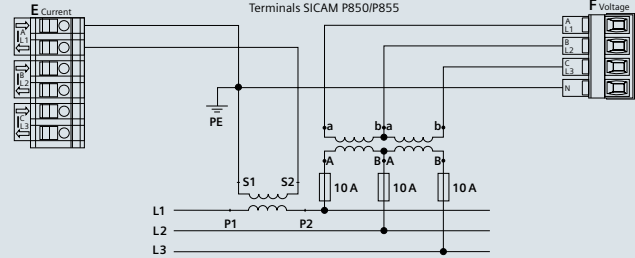 Terminals SICAM P850/P855
E Current
F Voltage
A
L1
B
L2
C
L3
A
L1
B
L2
C
L3
N
PE
a
b
a
b
A
B
A
B
10 A
10 A
10 A
S1
S2
L1
P1
P2
L2
L3